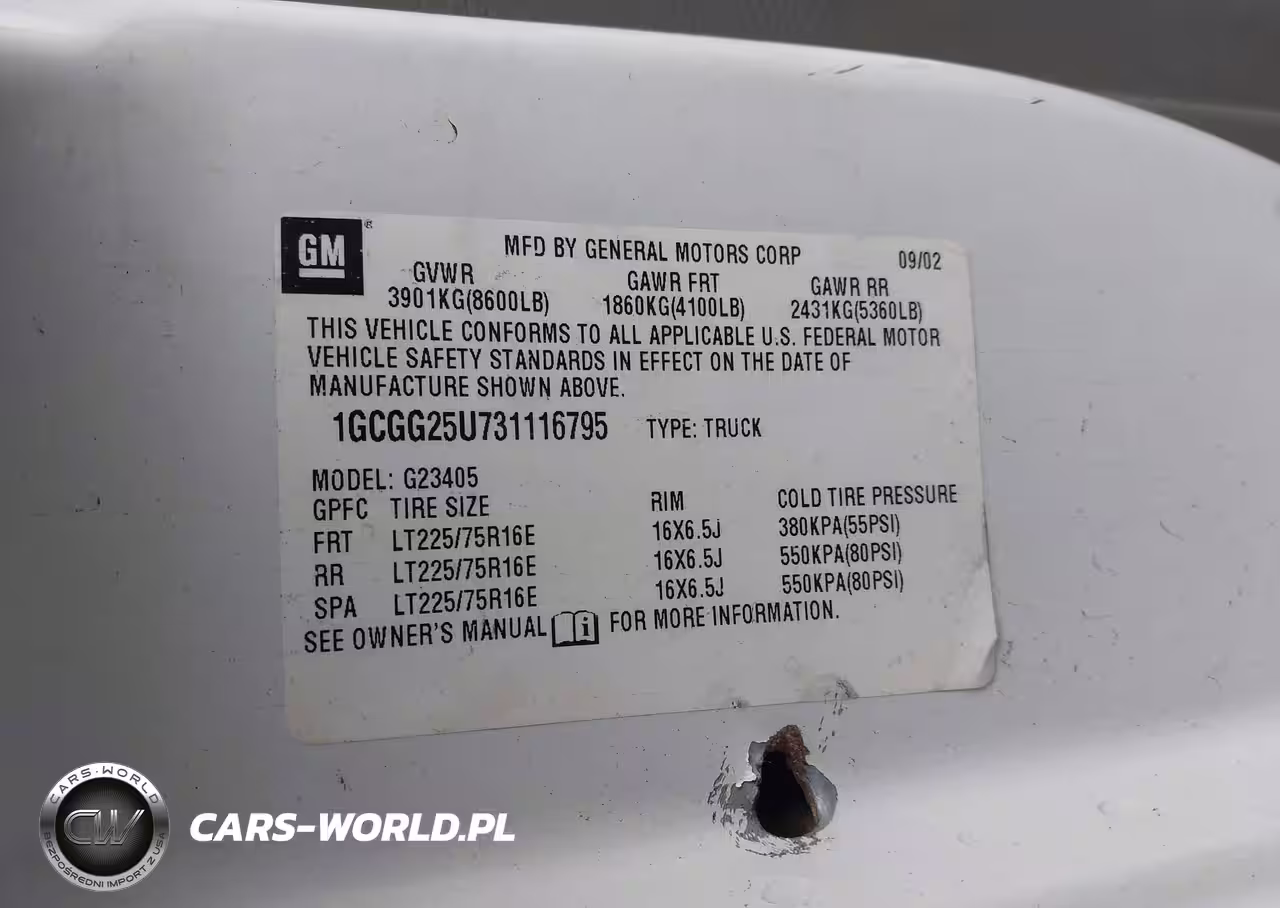 GM ®
MFD BY GENERAL MOTORS CORP 09/02
GVWR GAWR FRT GAWR RR
3901KG(8600LB) 1860KG(4100LB) 2431KG(5360LB)
THIS VEHICLE CONFORMS TO ALL APPLICABLE U.S. FEDERAL MOTOR
VEHICLE SAFETY STANDARDS IN EFFECT ON THE DATE OF
MANUFACTURE SHOWN ABOVE.
1GCGG25U731116795 TYPE: TRUCK
MODEL: G23405
GPFC TIRE SIZE RIM COLD TIRE PRESSURE
FRT LT225/75R16E 16X6.5J 380KPA(55PSI)
RR LT225/75R16E 16X6.5J 550KPA(80PSI)
SPA LT225/75R16E 16X6.5J 550KPA(80PSI)
SEE OWNER'S MANUAL i FOR MORE INFORMATION.
CARS-WORLD
CW
BEZPOŚREDNI IMPORT Z USA
CARS-WORLD.PL